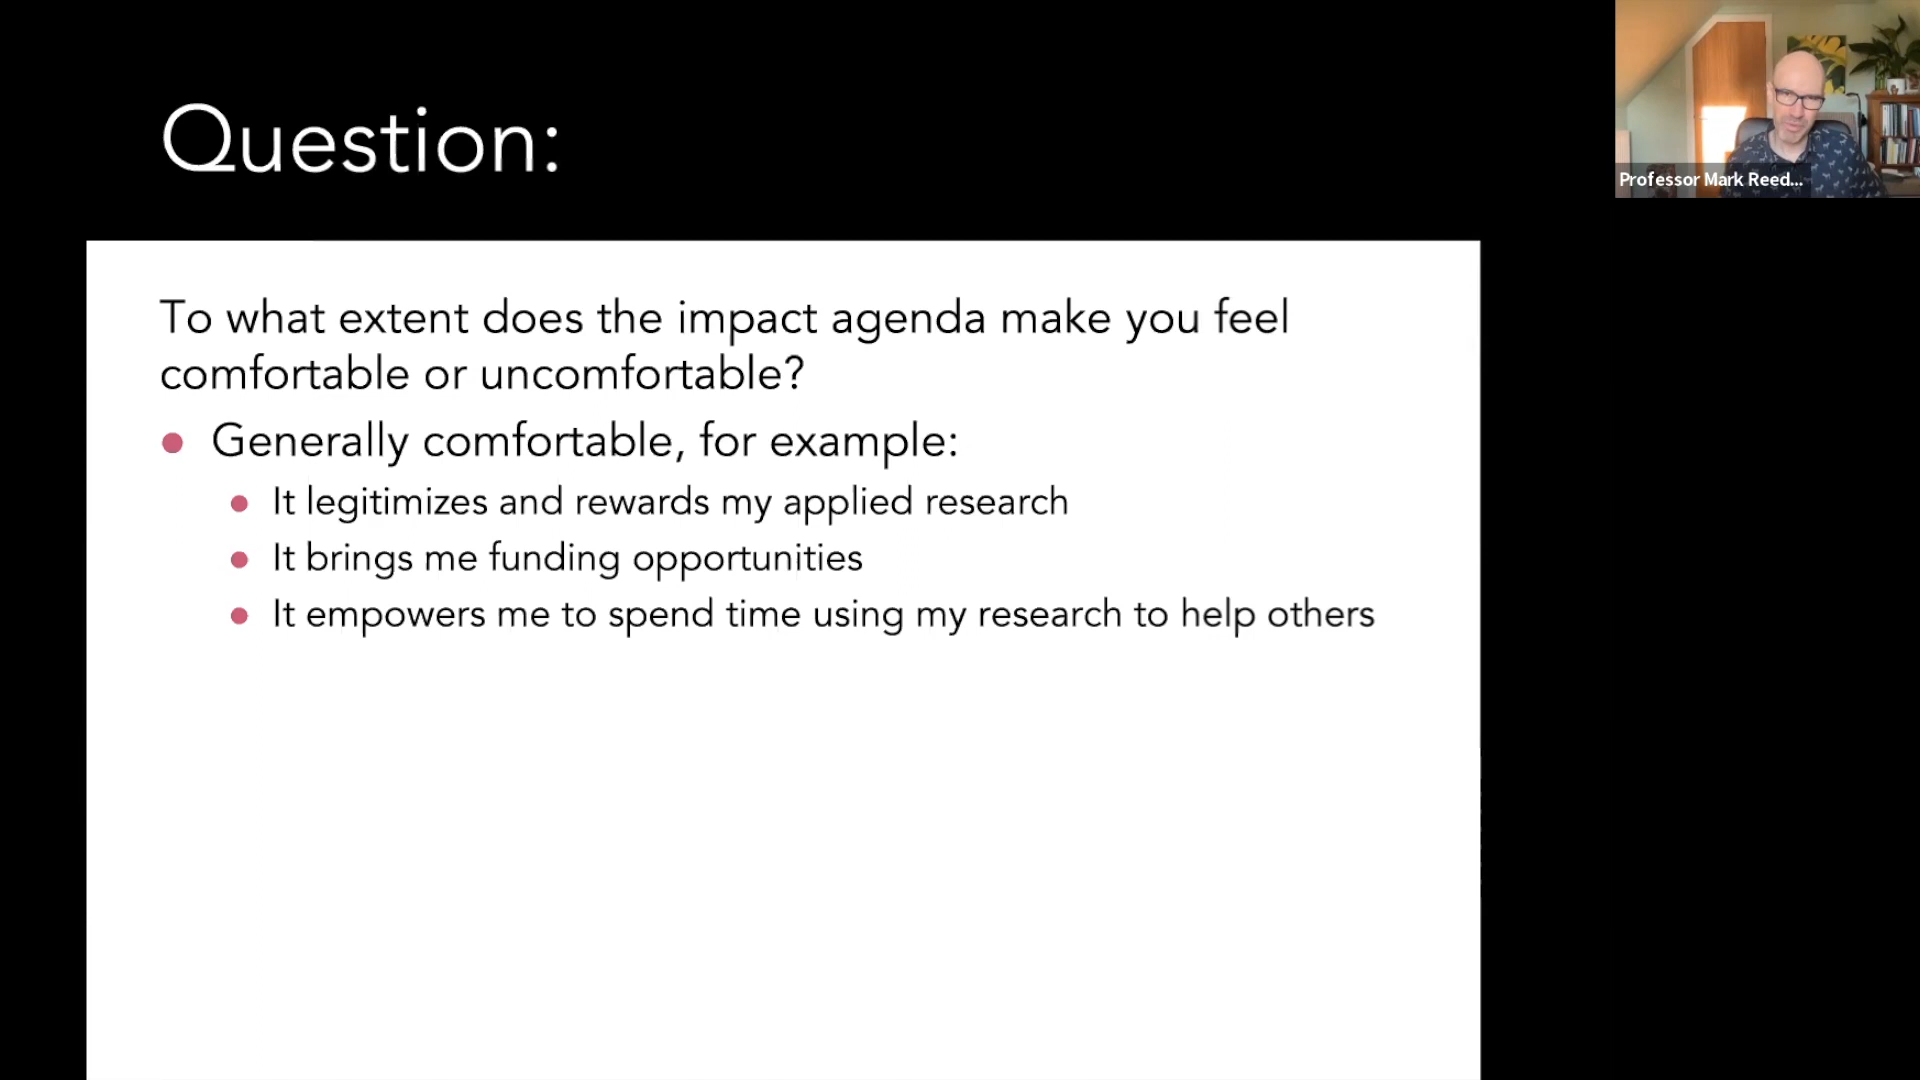 Question:
Professor Mark Reed...
To what extent does the impact agenda make you feel
comfortable or uncomfortable?
Generally comfortable, for example:
It legitimizes and rewards my applied research
It brings me funding opportunities
It empowers me to spend time using my research to help others